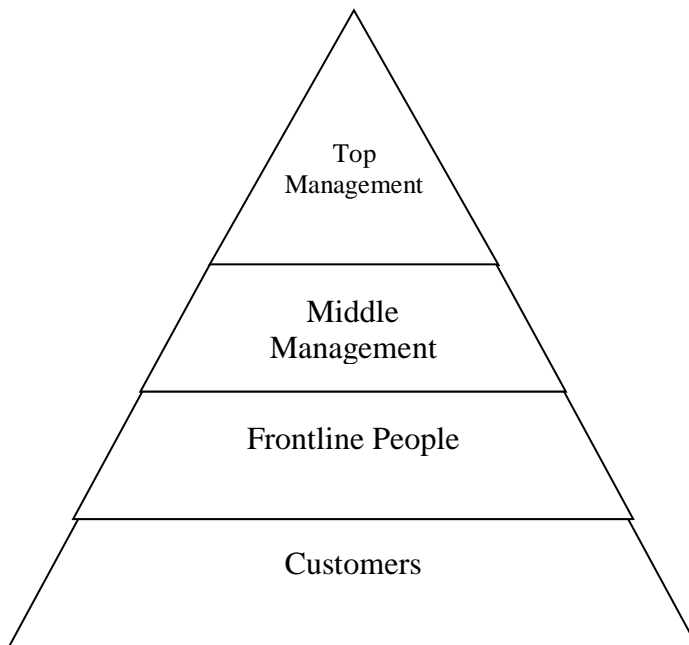 Top
Management
Middle
Management
Frontline People
Customers